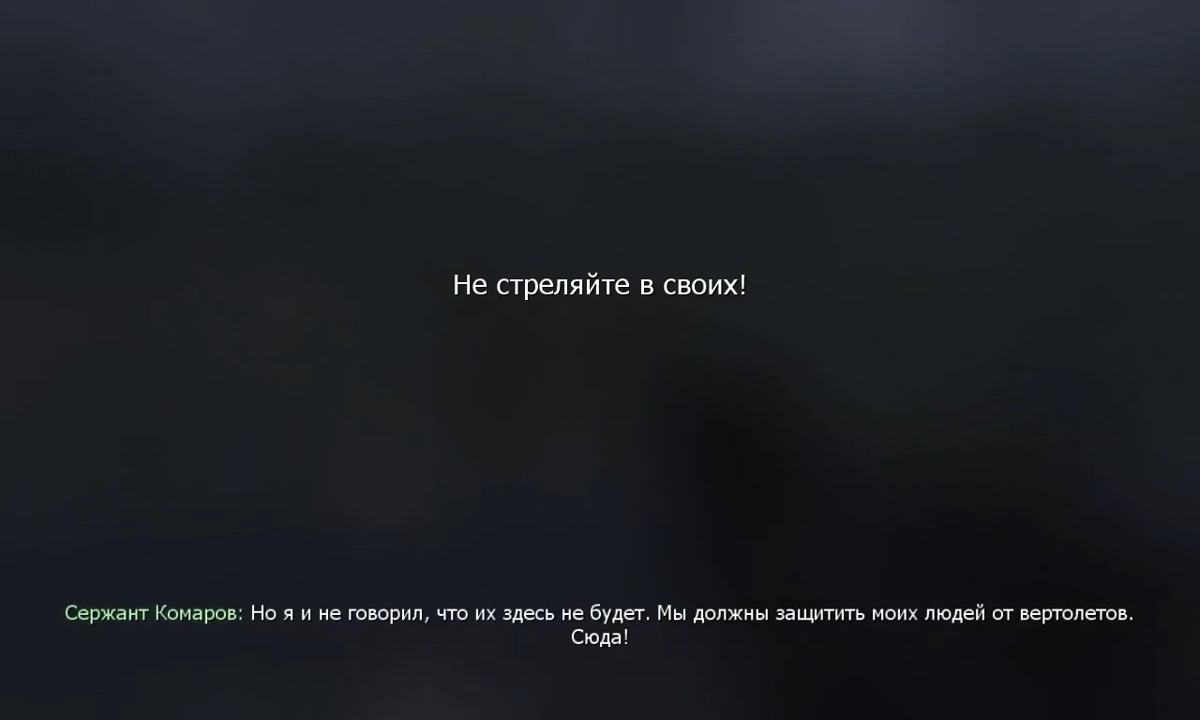 Не стреляйте в своих!
Сержант Комаров: Но я и не говорил, что их здесь не будет. Мы должны защитить моих людей от вертолетов.
Сюда!